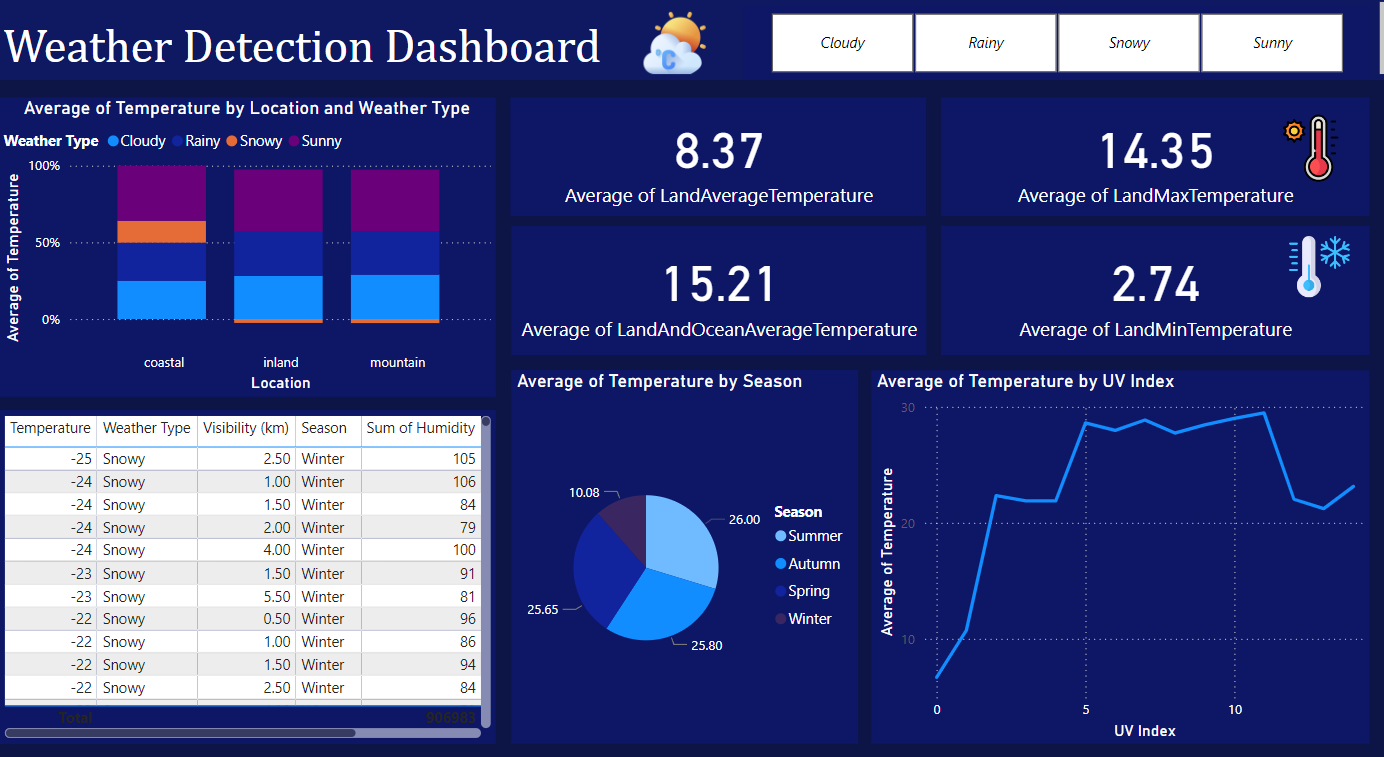 Weather Detection Dashboard
°C
Cloudy
Rainy
Snowy
Sunny
Average of Temperature by Location and Weather Type
Weather Type Cloudy Rainy Snowy Sunny
Average of Temperature
100%
50%
0%
coastal inland mountain
Location
8.37
Average of LandAverageTemperature
14.35
Average of LandMaxTemperature
15.21
Average of LandAndOceanAverageTemperature
2.74
Average of LandMinTemperature
Temperature Weather Type Visibility (km) Season Sum of Humidity
-25 Snowy 2.50 Winter 105
-24 Snowy 1.00 Winter 106
-24 Snowy 1.50 Winter 84
-24 Snowy 2.00 Winter 79
-24 Snowy 4.00 Winter 100
-23 Snowy 1.50 Winter 91
-23 Snowy 5.50 Winter 81
-22 Snowy 0.50 Winter 96
-22 Snowy 1.00 Winter 86
-22 Snowy 1.50 Winter 94
-22 Snowy 2.50 Winter 84
Total 906983
Average of Temperature by Season
10.08
26.00
25.65
25.80
Season
Summer
Autumn
Spring
Winter
Average of Temperature by UV Index
Average of Temperature
30
20
10
0 5 10
UV Index